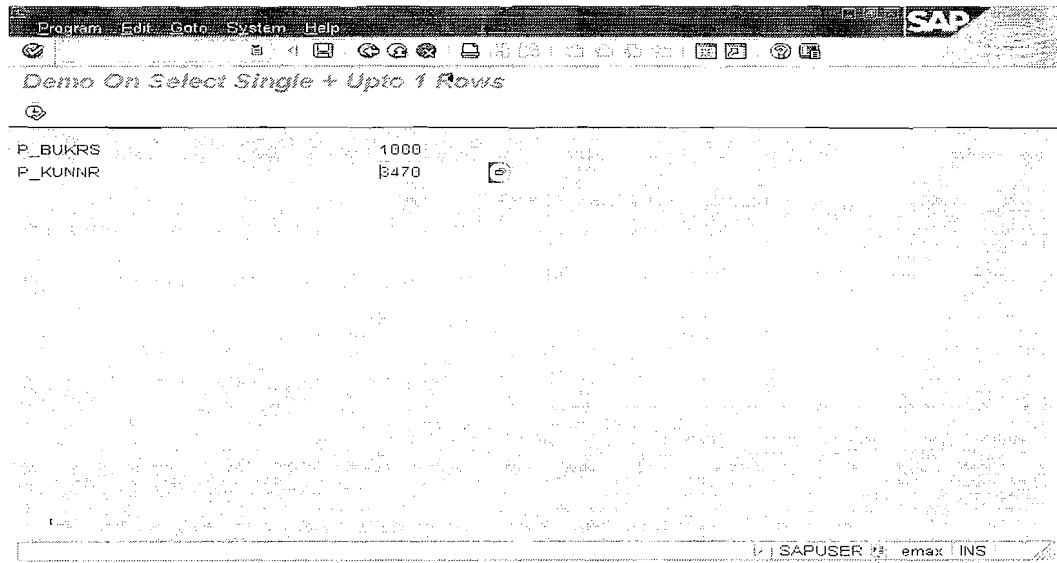 Program Edit Goto System Help
SAP
Demo On Select Single + Upto 1 Rows
P_BUKRS 1000
P_KUNNR 3470
SAPUSER emax INS